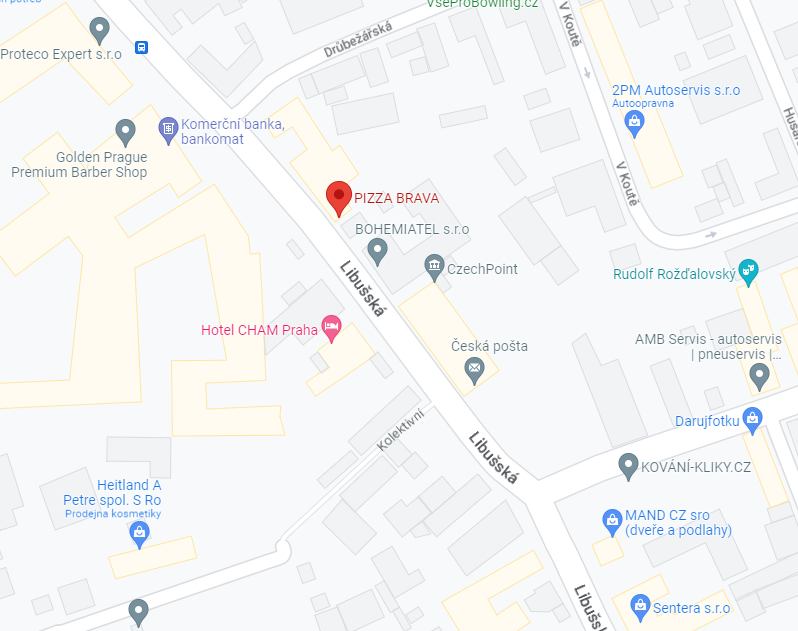 VšeProBowling.cz
Proteco Expert s.r.o
Drůbežárská
V Koutě
2PM Autoservis s.r.o
Autoopravna
Komerční banka,
bankomat
Golden Prague
Premium Barber Shop
V Koutě
PIZZA BRAVA
BOHEMIATEL s.r.o
CzechPoint
Rudolf Rožďalovský
Libušská
Hotel CHAM Praha
Česká pošta
AMB Servis - autoservis
| pneuservis |...
Kolektivní
Darujfotku
Libušská
KOVÁNÍ-KLIKY.CZ
Heitland A
Petre spol. S Ro
Prodejna kosmetiky
MAND CZ sro
(dveře a podlahy)
Libušská
Sentera s.r.o